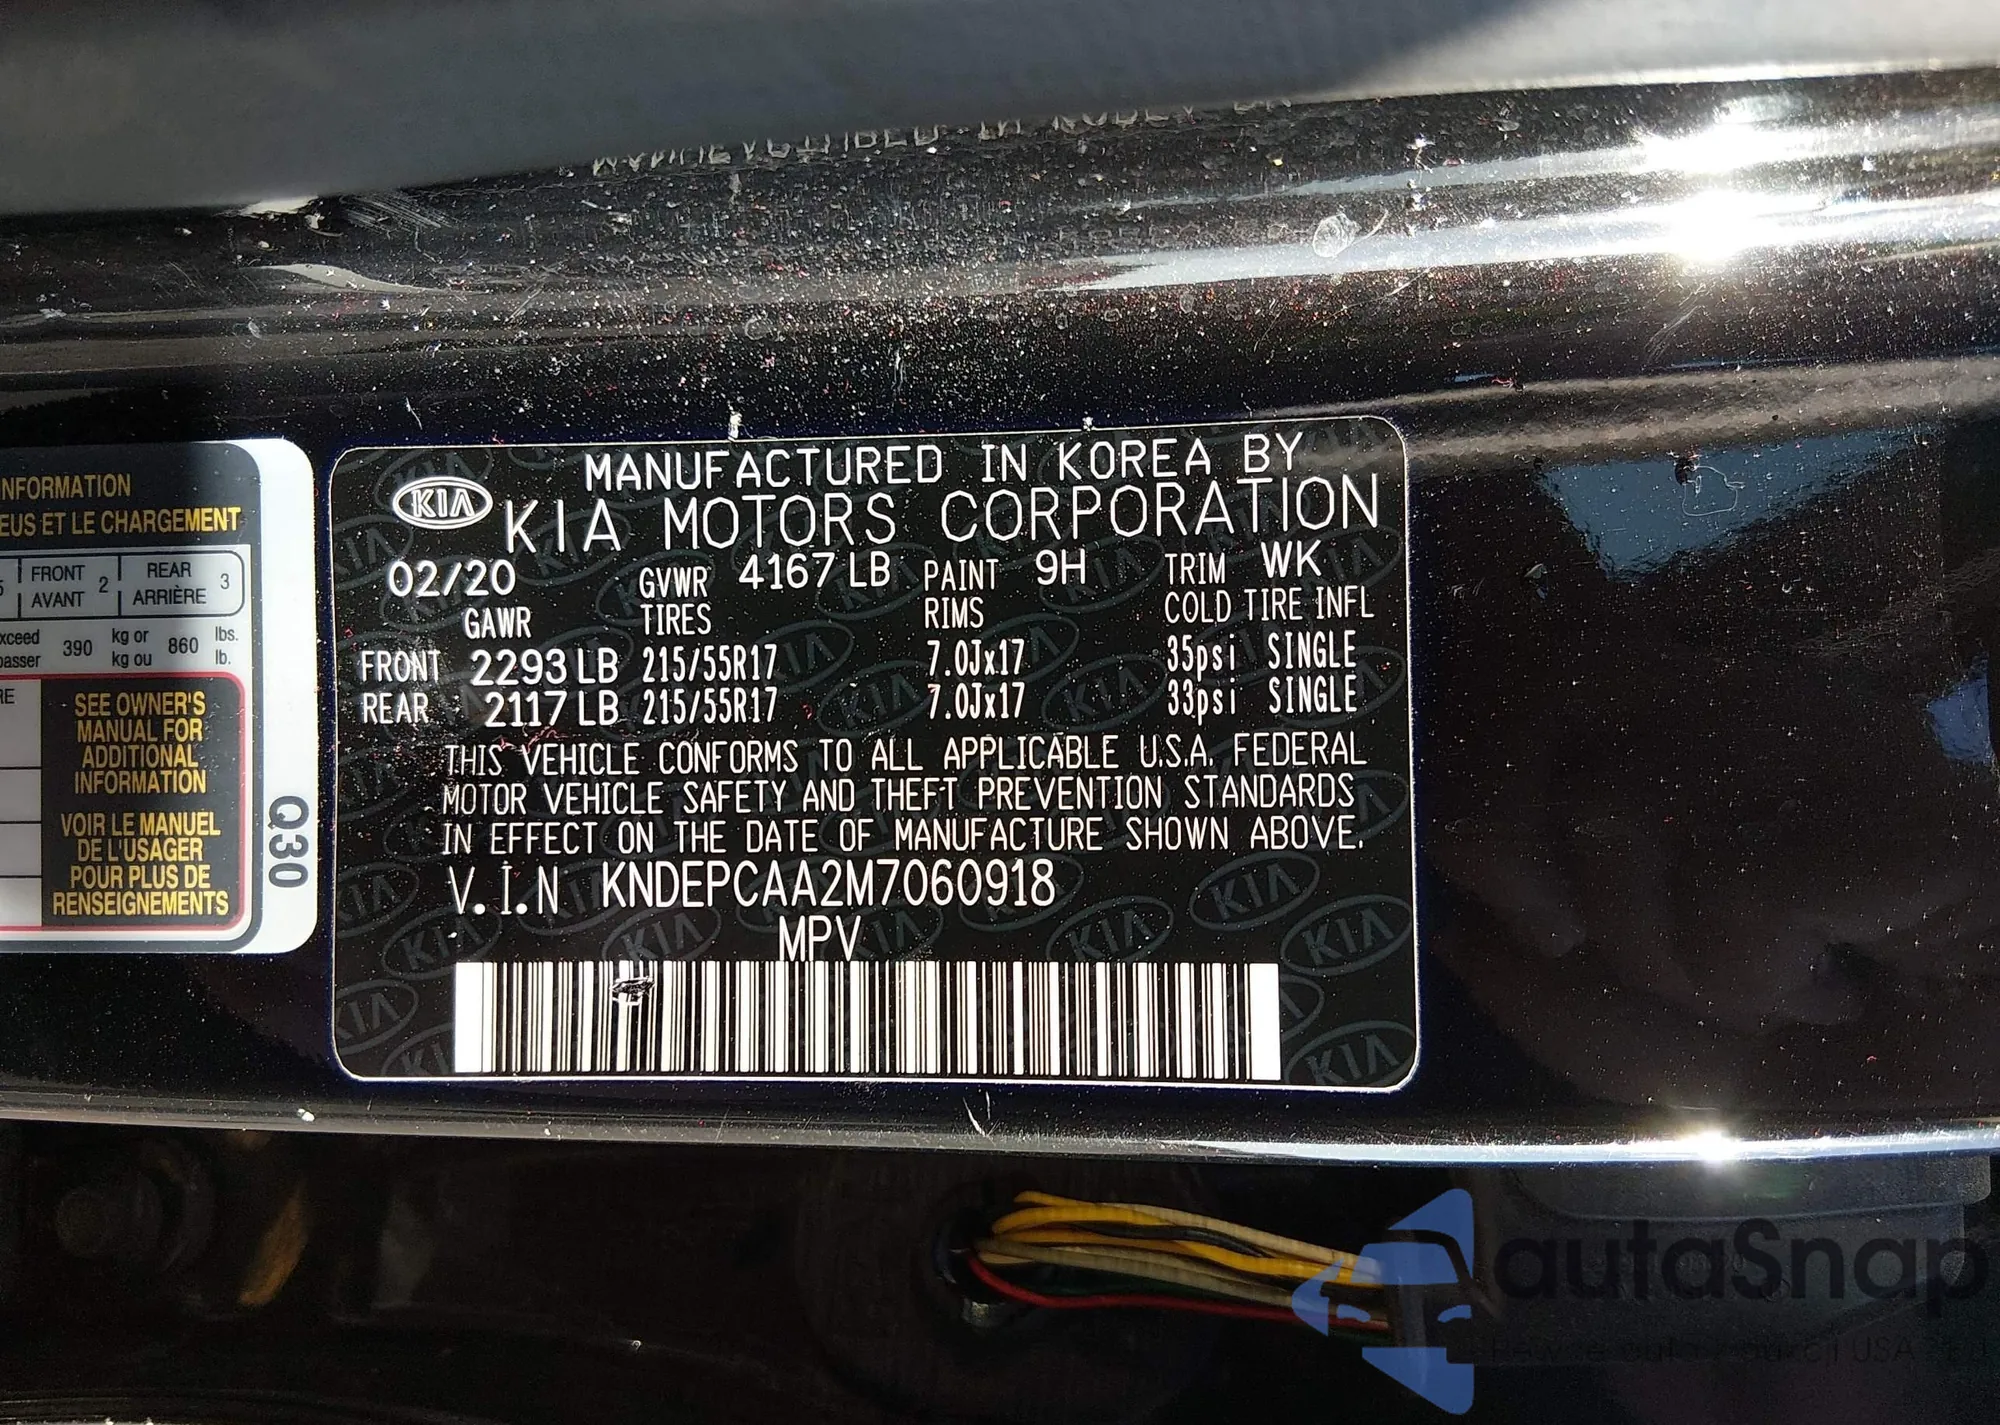 MANUFACTURED IN KOREA BY
KIA KIA MOTORS CORPORATION
02/20 GVWR 4167 LB PAINT 9H TRIM WK
GAWR TIRES RIMS COLD TIRE INFL
FRONT 2293 LB 215/55R17 7.0Jx17 35psi SINGLE
REAR 2117 LB 215/55R17 7.0Jx17 33psi SINGLE
THIS VEHICLE CONFORMS TO ALL APPLICABLE U.S.A. FEDERAL
MOTOR VEHICLE SAFETY AND THEFT PREVENTION STANDARDS
IN EFFECT ON THE DATE OF MANUFACTURE SHOWN ABOVE.
V.I.N KNDEPCAA2M7060918
MPV
NFORMATION
EUS ET LE CHARGEMENT
FRONT 2 REAR 3
AVANT ARRIÈRE
xceed 390 kg or 860 lbs.
passer kg ou lb.
RE
SEE OWNER'S
MANUAL FOR
ADDITIONAL
INFORMATION
VOIR LE MANUEL
DE L'USAGER
POUR PLUS DE
RENSEIGNEMENTS
Q30
autaSnap